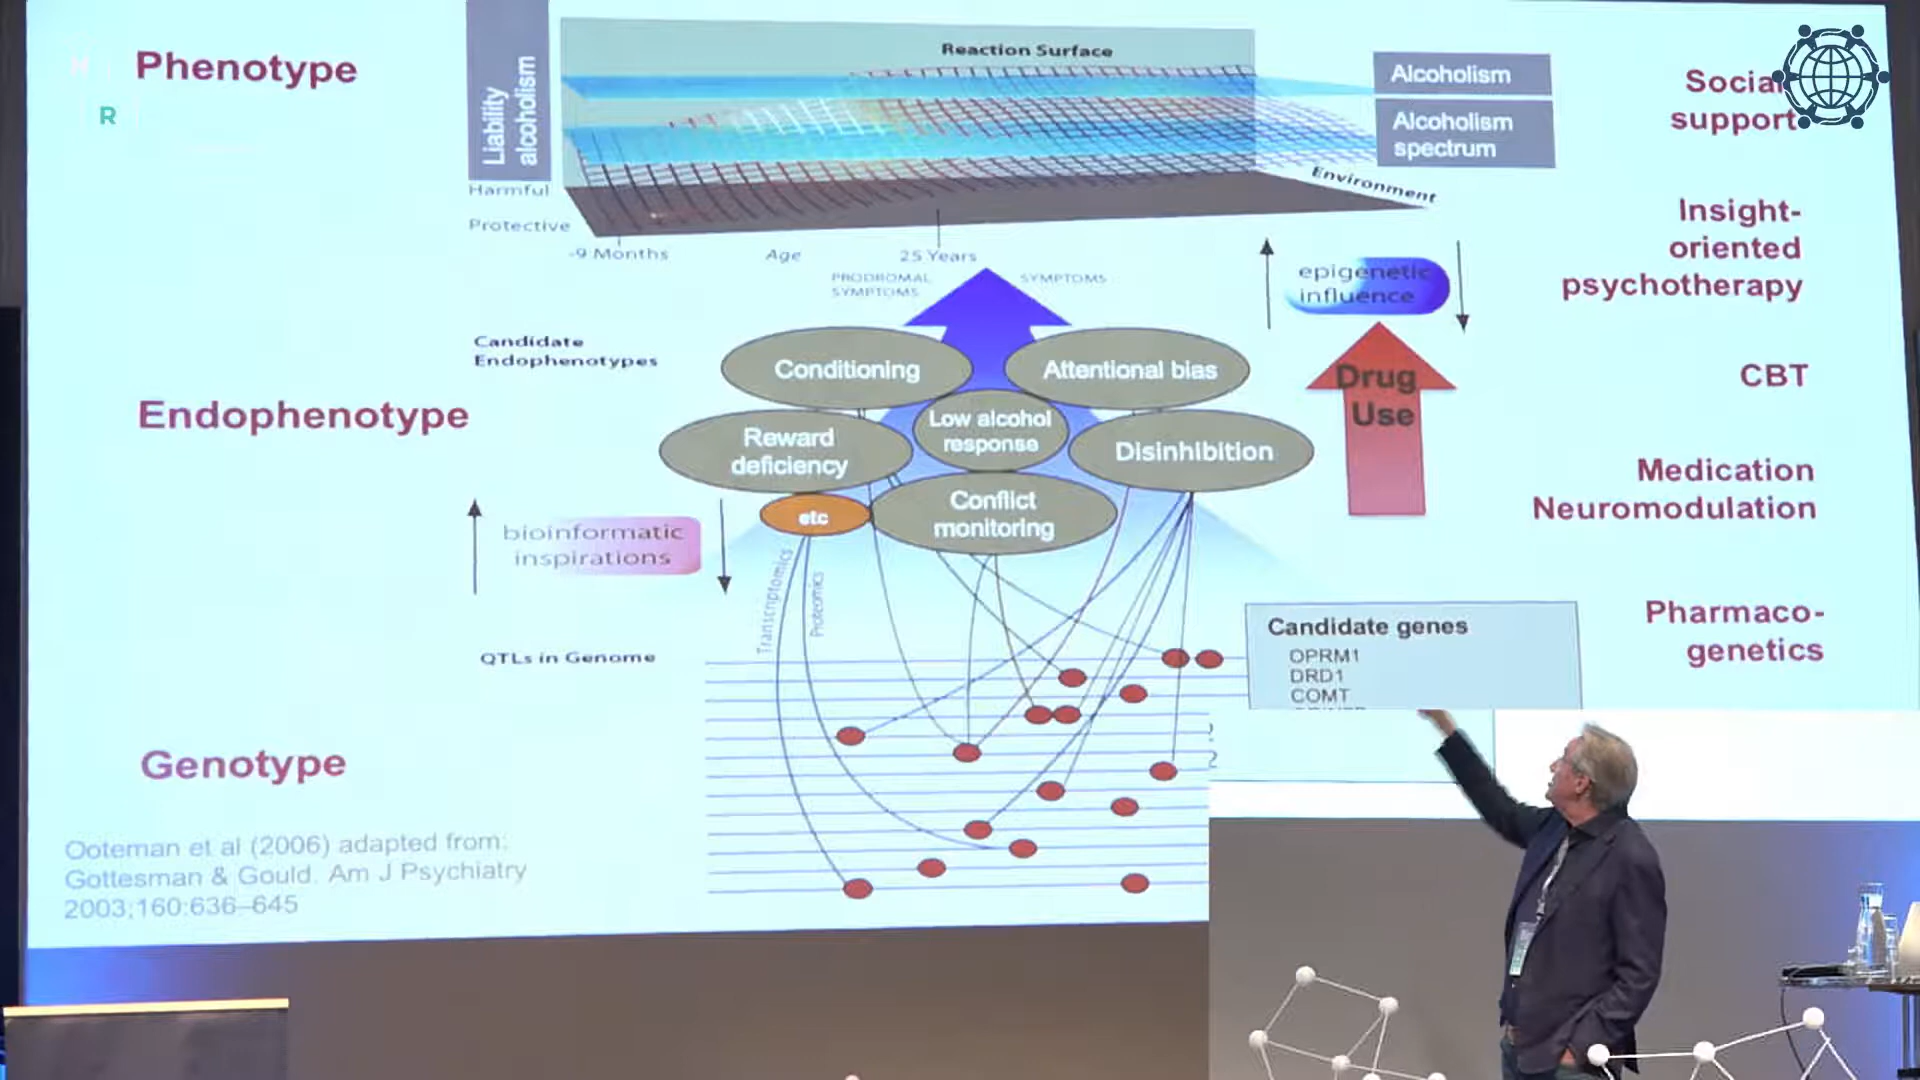 Phenotype
R
Liability
alcoholism
Harmful
Protective
Reaction Surface
Alcoholism
Alcoholism
spectrum
Environment
-9 Months
Age
25 Years
PRODROMAL
SYMPTOMS
SYMPTOMS
epigenetic
influence
Drug
Use
Candidate
Endophenotypes
Endophenotype
Conditioning
Attentional bias
Low alcohol
response
Reward
deficiency
Disinhibition
etc
Conflict
monitoring
bioinformatic
inspirations
Transcriptomics
Proteomics
QTLs in Genome
Candidate genes
OPRM1
DRD1
COMT
Genotype
Ooteman et al (2006) adapted from:
Gottesman & Gould. Am J Psychiatry
2003;160:636–645
Social
support
Insight-
oriented
psychotherapy
CBT
Medication
Neuromodulation
Pharmaco-
genetics